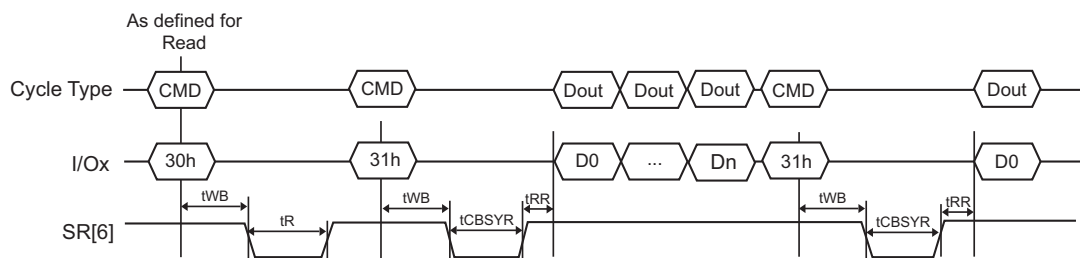 As defined for
Read
Cycle Type CMD CMD Dout Dout Dout CMD Dout
I/Ox 30h 31h D0 ... Dn 31h D0
tWB tWB tRR tWB tRR
tR tCBSYR tCBSYR
SR[6]